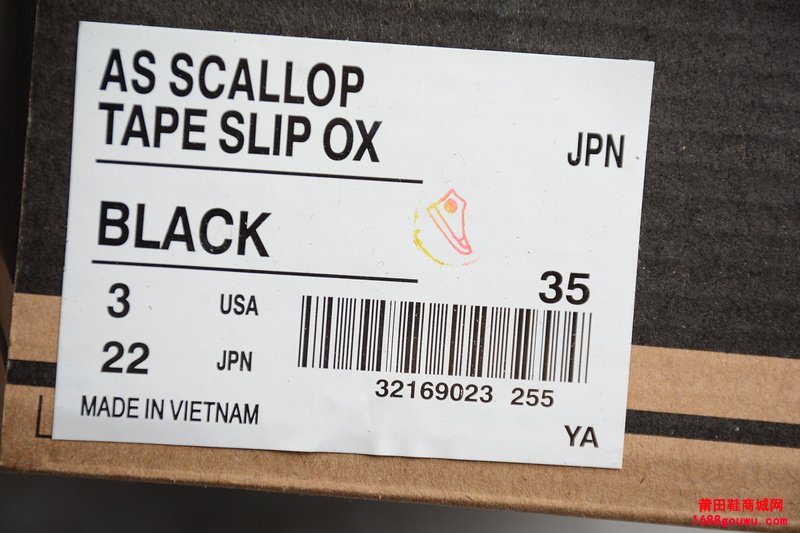 AS SCALLOP
TAPE SLIP OX
JPN
BLACK
35
3 USA
22 JPN
32169023 255
MADE IN VIETNAM
YA
莆田鞋商城网
1688gouwu.com